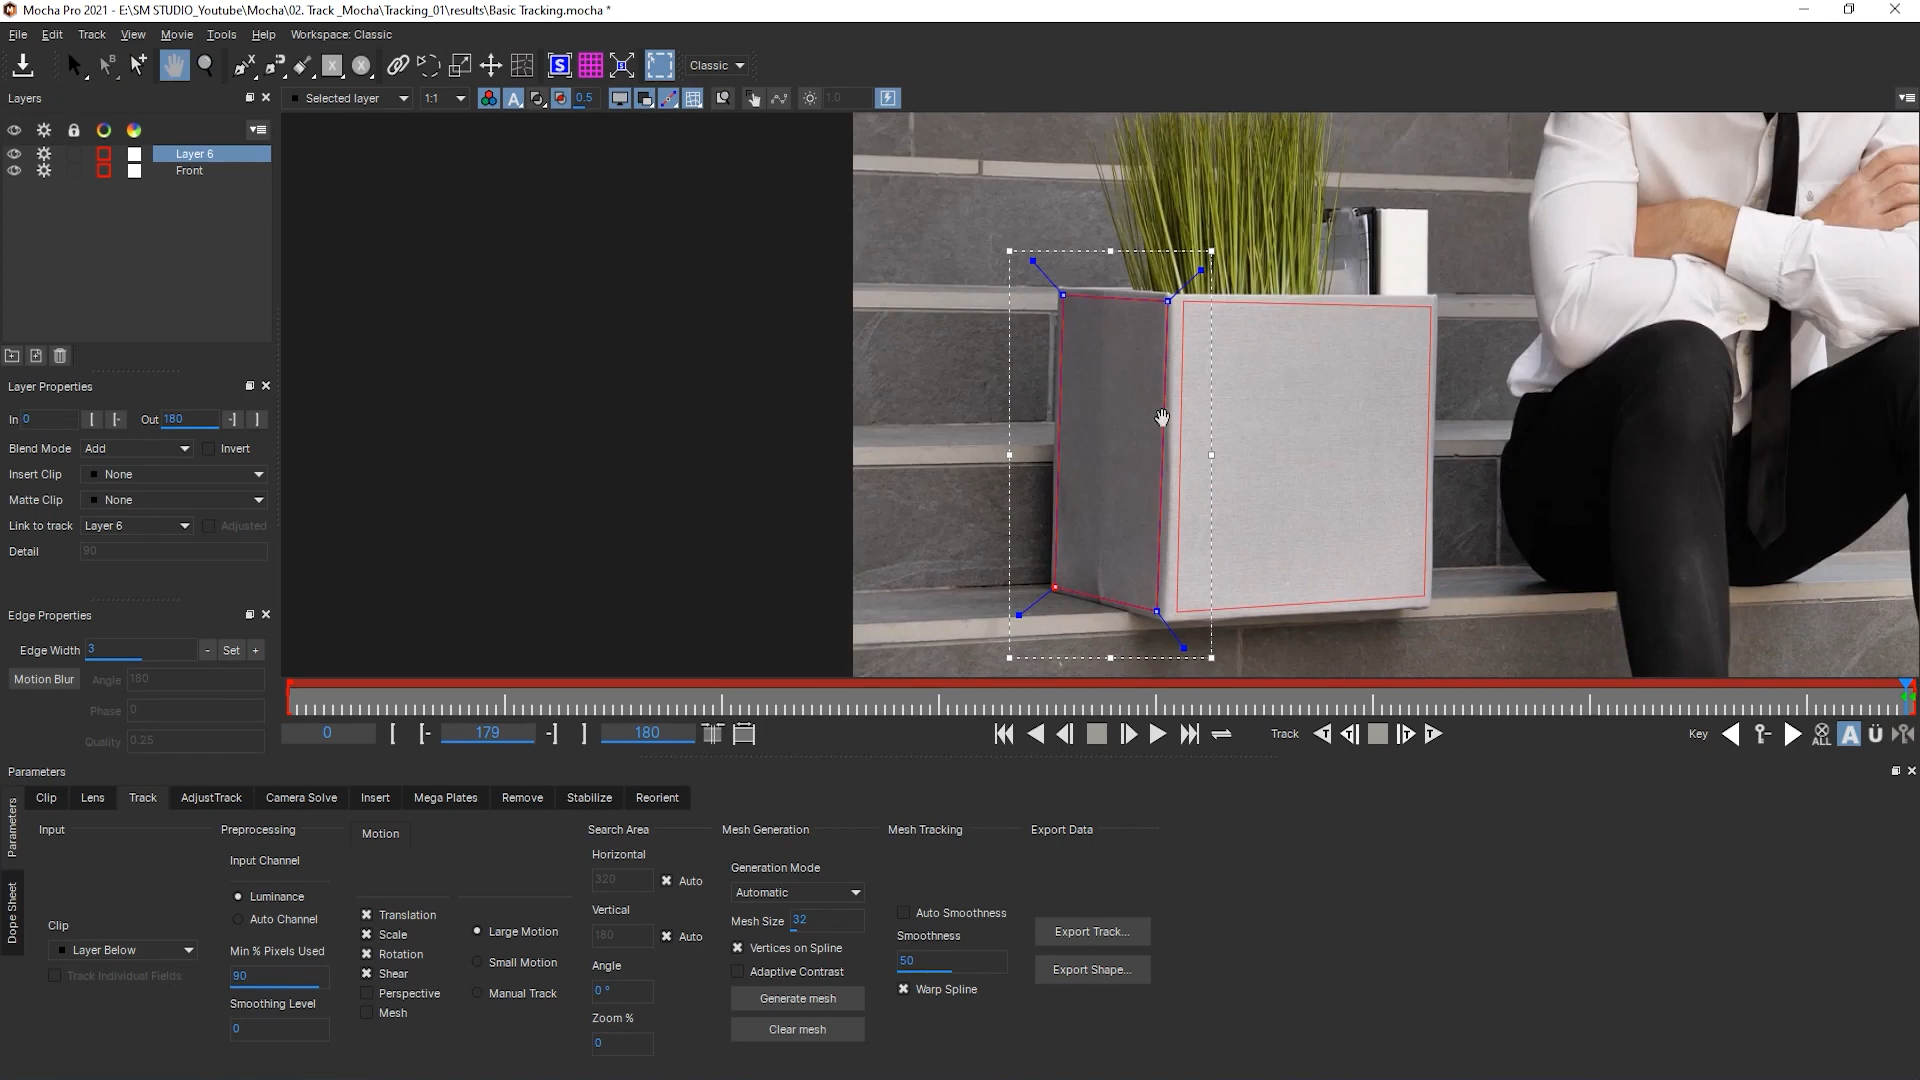 Mocha Pro 2021 - E:\SM STUDIO_Youtube\Mocha\02. Track _Mocha\Tracking_01\results\Basic Tracking.mocha *
File Edit Track View Movie Tools Help Workspace: Classic
Classic
Layers
Selected layer 1:1 A 0.5 1.0
Layer 6
Front
Layer Properties
In 0 Out 180
Blend Mode Add Invert
Insert Clip None
Matte Clip None
Link to track Layer 6 Adjusted
Detail 90
Edge Properties
Edge Width 3 - Set +
Motion Blur Angle 180
Phase 0
Quality 0.25
0 179 180 Track Key ALL A Ü
Parameters
Clip Lens Track AdjustTrack Camera Solve Insert Mega Plates Remove Stabilize Reorient
Parameters
Dope Sheet
Input
Clip
Layer Below
Track Individual Fields
Preprocessing
Input Channel
Luminance
Auto Channel
Min % Pixels Used
90
Smoothing Level
0
Motion
Translation
Scale
Rotation
Shear
Perspective
Mesh
Large Motion
Small Motion
Manual Track
Search Area
Horizontal
320 Auto
Vertical
180 Auto
Angle
0 °
Zoom %
0
Mesh Generation
Generation Mode
Automatic
Mesh Size 32
Vertices on Spline
Adaptive Contrast
Generate mesh
Clear mesh
Mesh Tracking
Auto Smoothness
Smoothness
50
Warp Spline
Export Data
Export Track...
Export Shape...